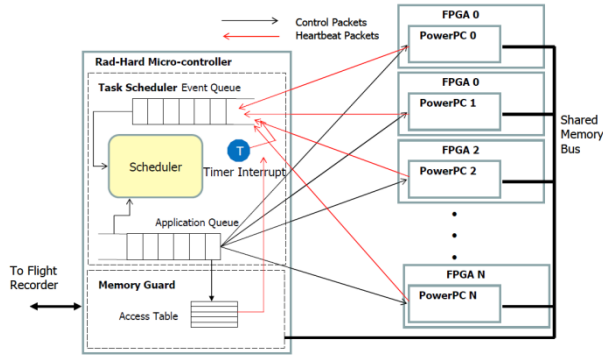 Control Packets
Heartbeat Packets
Rad-Hard Micro-controller
Task Scheduler Event Queue
Scheduler
T
Timer Interrupt
Application Queue
To Flight
Recorder
Memory Guard
Access Table
FPGA 0
PowerPC 0
FPGA 0
PowerPC 1
FPGA 2
PowerPC 2
FPGA N
PowerPC N
Shared
Memory
Bus